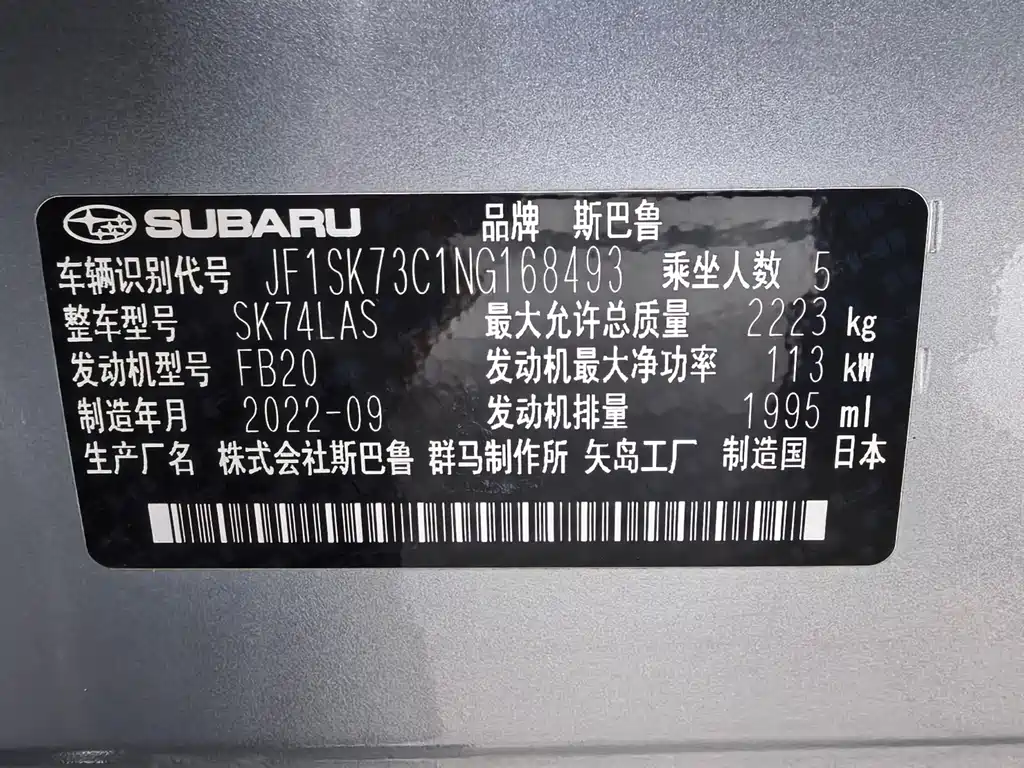 SUBARU 品牌 斯巴鲁
车辆识别代号 JF1SK73C1NG168493 乘坐人数 5
整车型号 SK74LAS 最大允许总质量 2223 kg
发动机型号 FB20 发动机最大净功率 113 kW
制造年月 2022-09 发动机排量 1995 ml
生产厂名 株式会社斯巴鲁 群马制作所 矢岛工厂 制造国 日本